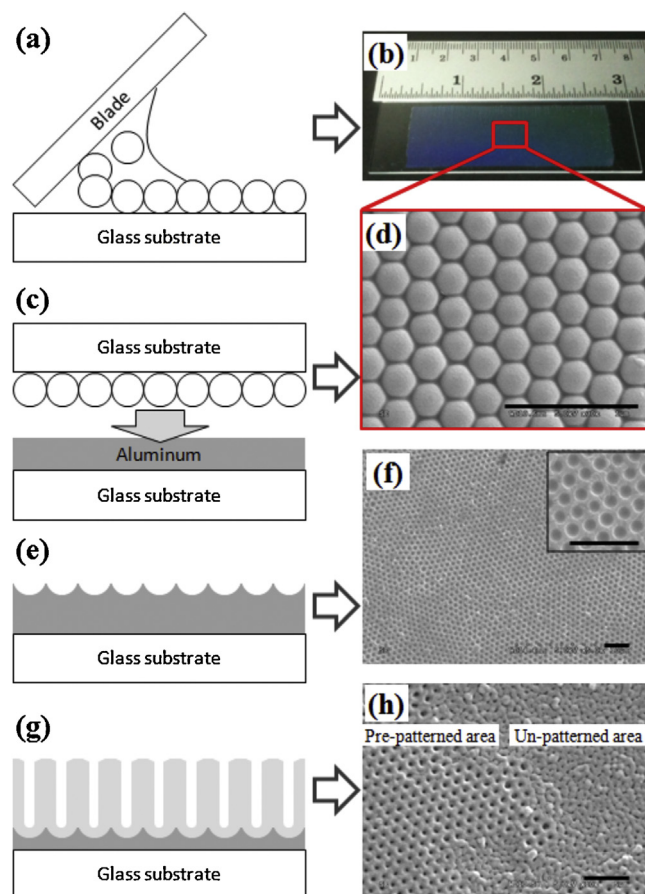 (a)
Blade
Glass substrate
(b)
1 2 3 4 5 6 7 8
1 2 3
(c)
Glass substrate
Aluminum
Glass substrate
(d)
(e)
Glass substrate
(f)
(g)
Glass substrate
(h)
Pre-patterned area Un-patterned area